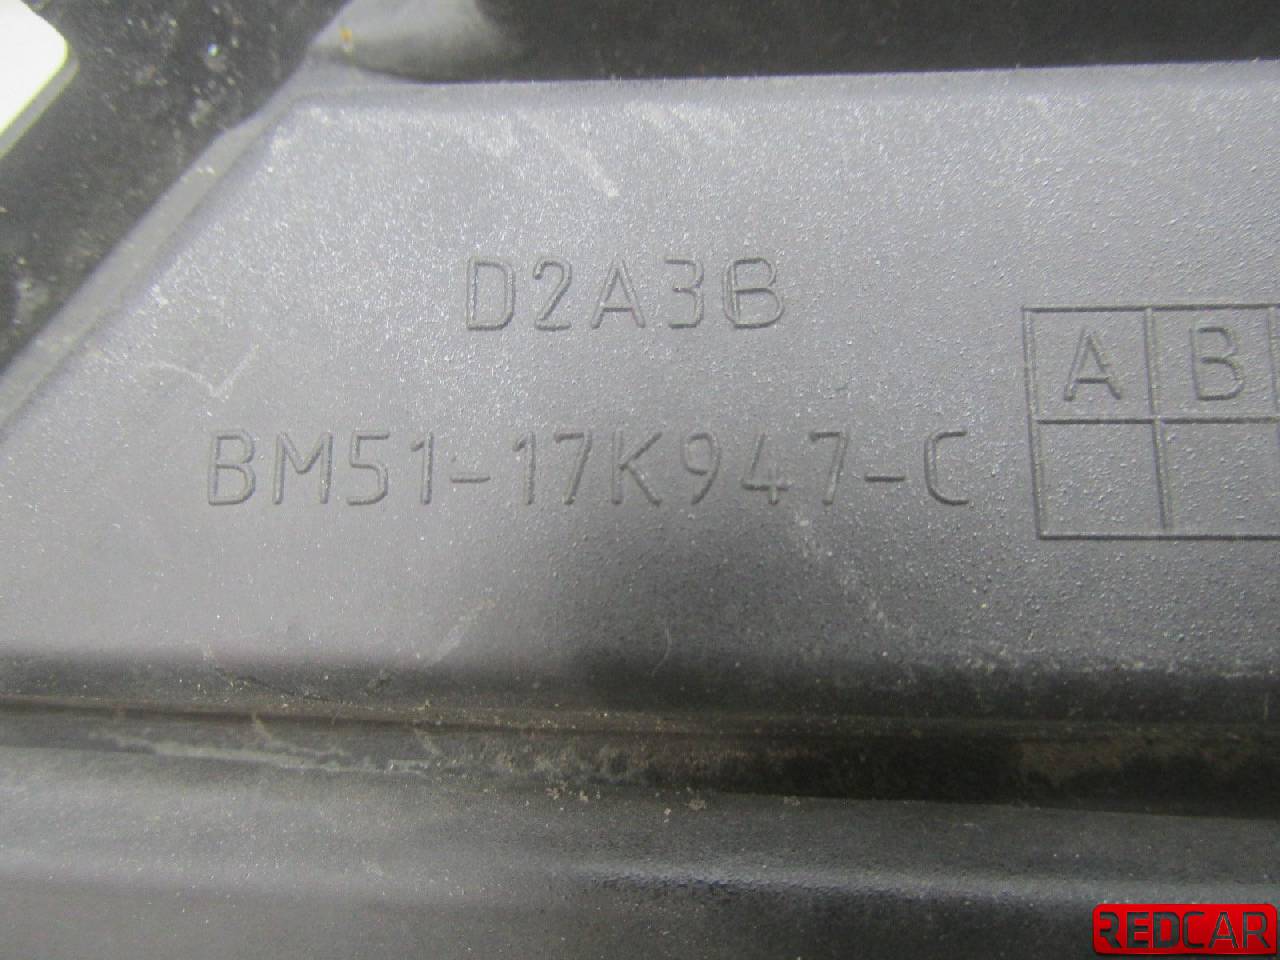 D2A3B
A B
BM51-17K947-C
REDCAR